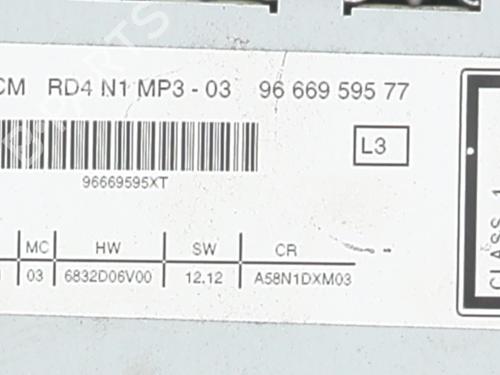 CM RD4 N1 MP3 - 03 96 669 595 77
L3
96669595XT
MC HW SW CR
03 6832D06V00 12.12 A58N1DXM03
CLASS 1